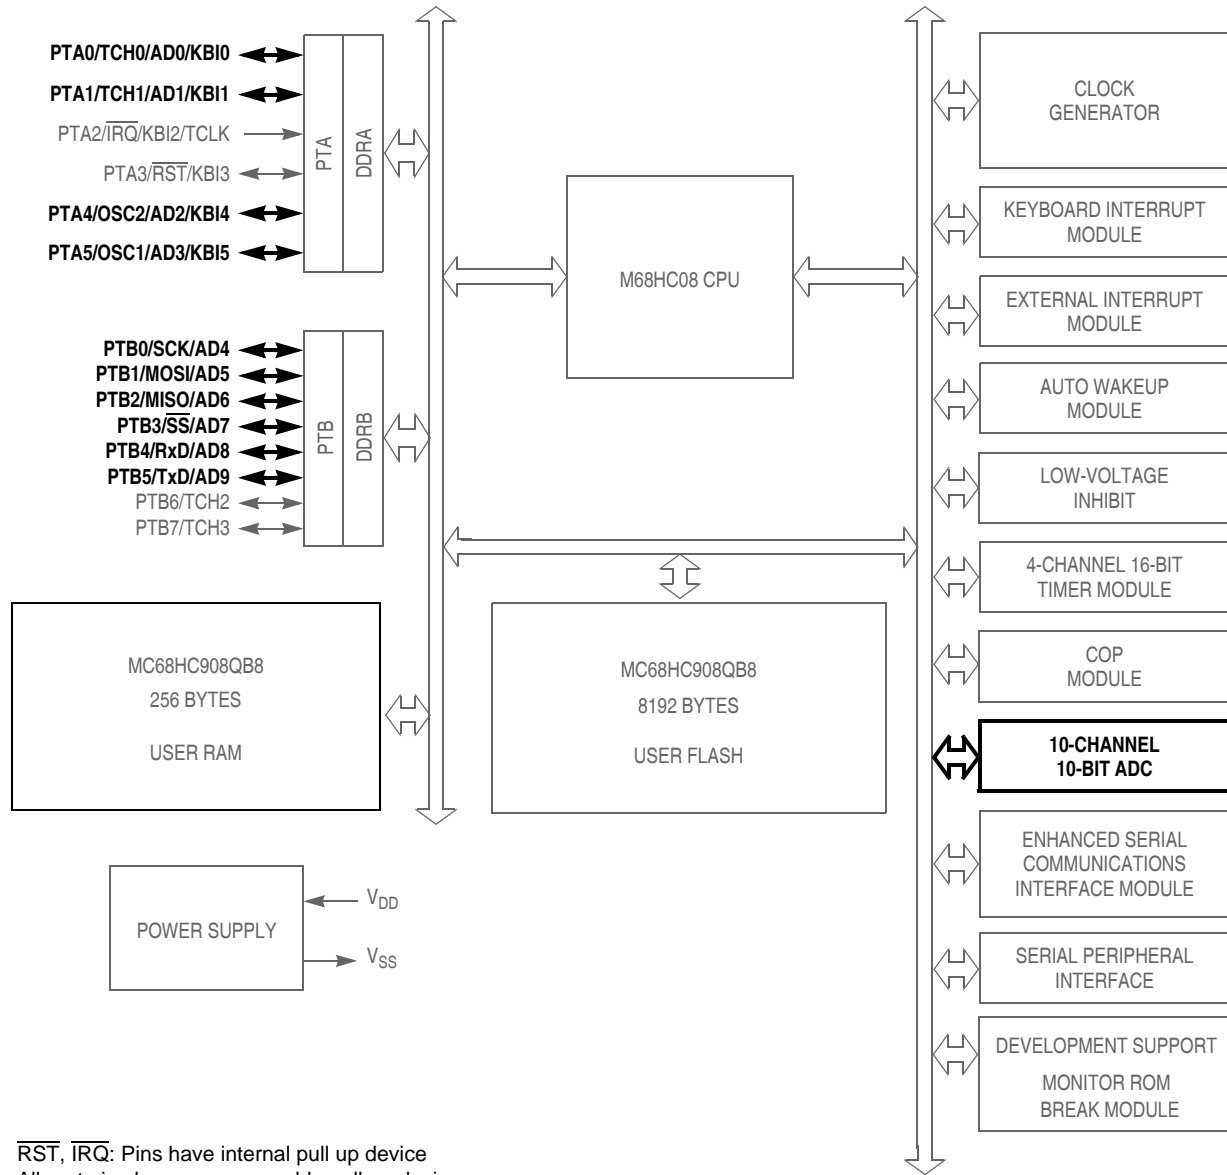 PTA0/TCH0/AD0/KBI0
PTA1/TCH1/AD1/KBI1
PTA2/I̅R̅Q̅/KBI2/TCLK
PTA3/R̅S̅T̅/KBI3
PTA4/OSC2/AD2/KBI4
PTA5/OSC1/AD3/KBI5
PTA
DDRA
PTB0/SCK/AD4
PTB1/MOSI/AD5
PTB2/MISO/AD6
PTB3/S̅S̅/AD7
PTB4/RxD/AD8
PTB5/TxD/AD9
PTB6/TCH2
PTB7/TCH3
PTB
DDRB
M68HC08 CPU
MC68HC908QB8
256 BYTES
USER RAM
MC68HC908QB8
8192 BYTES
USER FLASH
POWER SUPPLY
VDD
VSS
CLOCK
GENERATOR
KEYBOARD INTERRUPT
MODULE
EXTERNAL INTERRUPT
MODULE
AUTO WAKEUP
MODULE
LOW-VOLTAGE
INHIBIT
4-CHANNEL 16-BIT
TIMER MODULE
COP
MODULE
10-CHANNEL
10-BIT ADC
ENHANCED SERIAL
COMMUNICATIONS
INTERFACE MODULE
SERIAL PERIPHERAL
INTERFACE
DEVELOPMENT SUPPORT
MONITOR ROM
BREAK MODULE
R̅S̅T̅, I̅R̅Q̅: Pins have internal pull up device